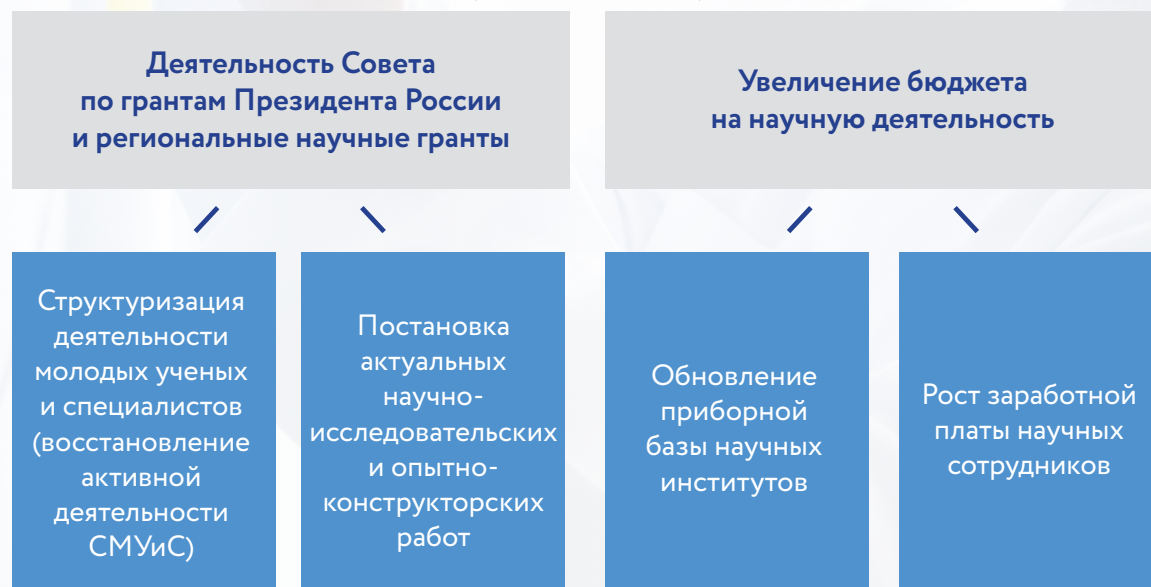 Деятельность Совета
по грантам Президента России
и региональные научные гранты
Увеличение бюджета
на научную деятельность
Структуризация
деятельности
молодых ученых
и специалистов
(восстановление
активной
деятельности
СМУиС)
Постановка
актуальных
научно-
исследовательских
и опытно-
конструкторских
работ
Обновление
приборной
базы научных
институтов
Рост заработной
платы научных
сотрудников